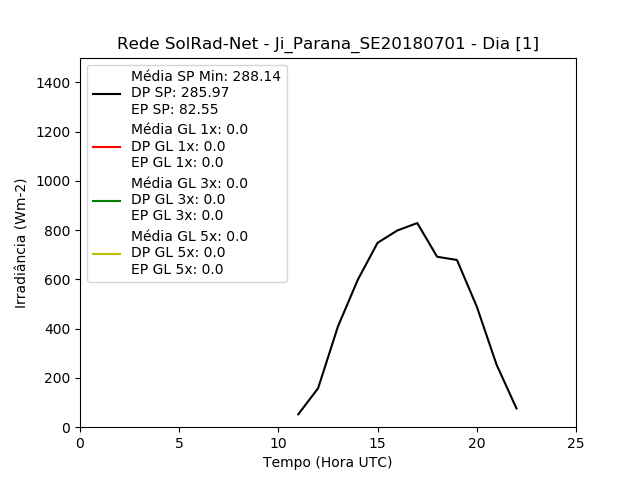 Rede SolRad-Net - Ji_Parana_SE20180701 - Dia [1]
Média SP Min: 288.14
DP SP: 285.97
EP SP: 82.55
Média GL 1x: 0.0
DP GL 1x: 0.0
EP GL 1x: 0.0
Média GL 3x: 0.0
DP GL 3x: 0.0
EP GL 3x: 0.0
Média GL 5x: 0.0
DP GL 5x: 0.0
EP GL 5x: 0.0
Irradiância (Wm-2)
1400
1200
1000
800
600
400
200
0
0 5 10 15 20 25
Tempo (Hora UTC)